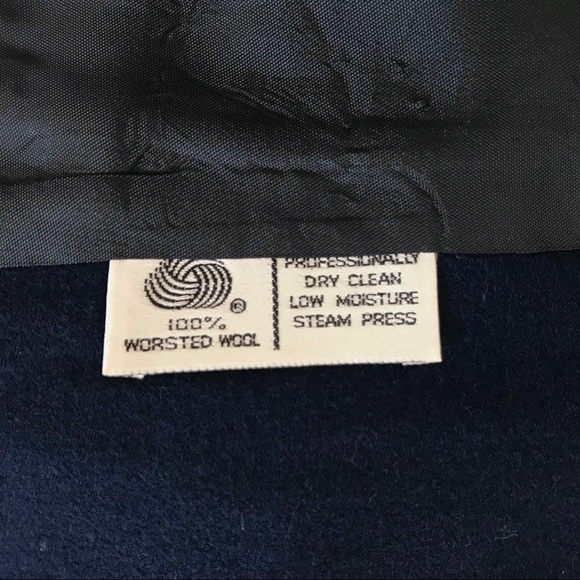 ®
100%
WORSTED WOOL
PROFESSIONALLY
DRY CLEAN
LOW MOISTURE
STEAM PRESS